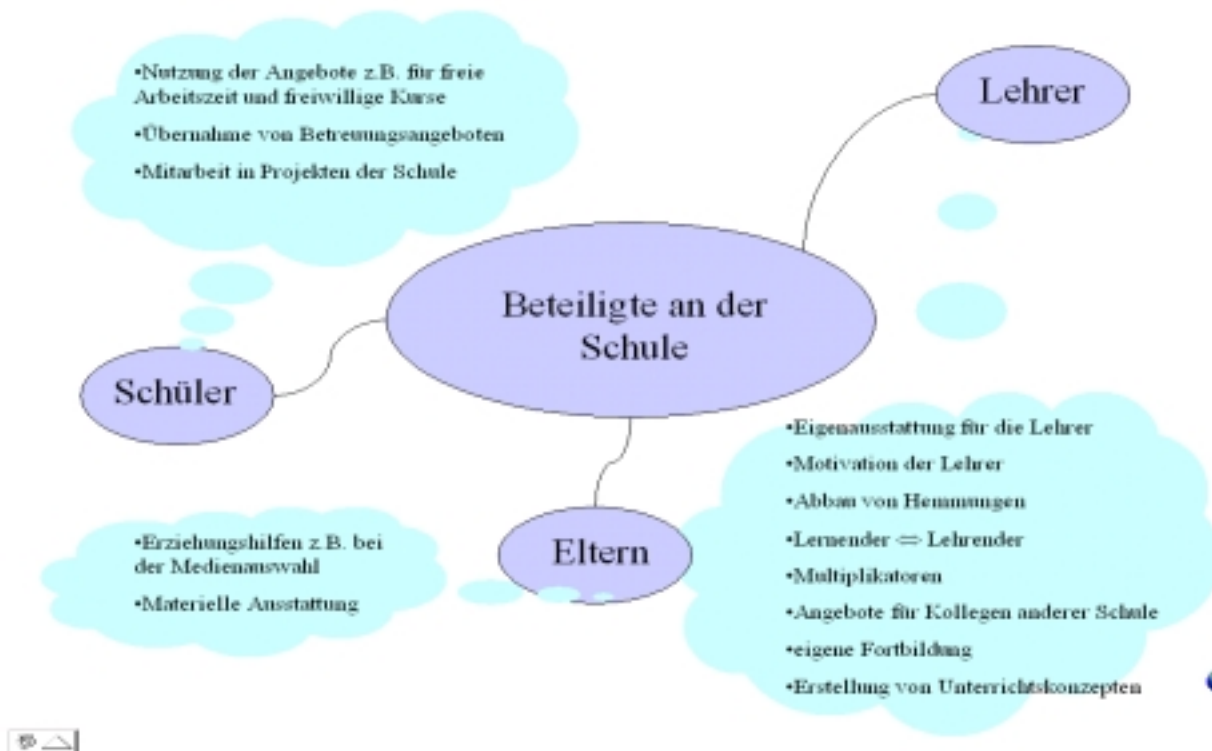 •Nutzung der Angebote z.B. für freie
Arbeitszeit und freiwillige Kurse
•Übernahme von Betreuungsangeboten
•Mitarbeit in Projekten der Schule
Lehrer
Beteiligte an der
Schule
Schüler
•Eigenausstattung für die Lehrer
•Motivation der Lehrer
•Abbau von Hemmungen
•Lernender ⇔ Lehrender
•Multiplikatoren
•Angebote für Kollegen anderer Schule
•eigene Fortbildung
•Erstellung von Unterrichtskonzepten
Eltern
•Erziehungshilfen z.B. bei
der Medienauswahl
•Materielle Ausstattung